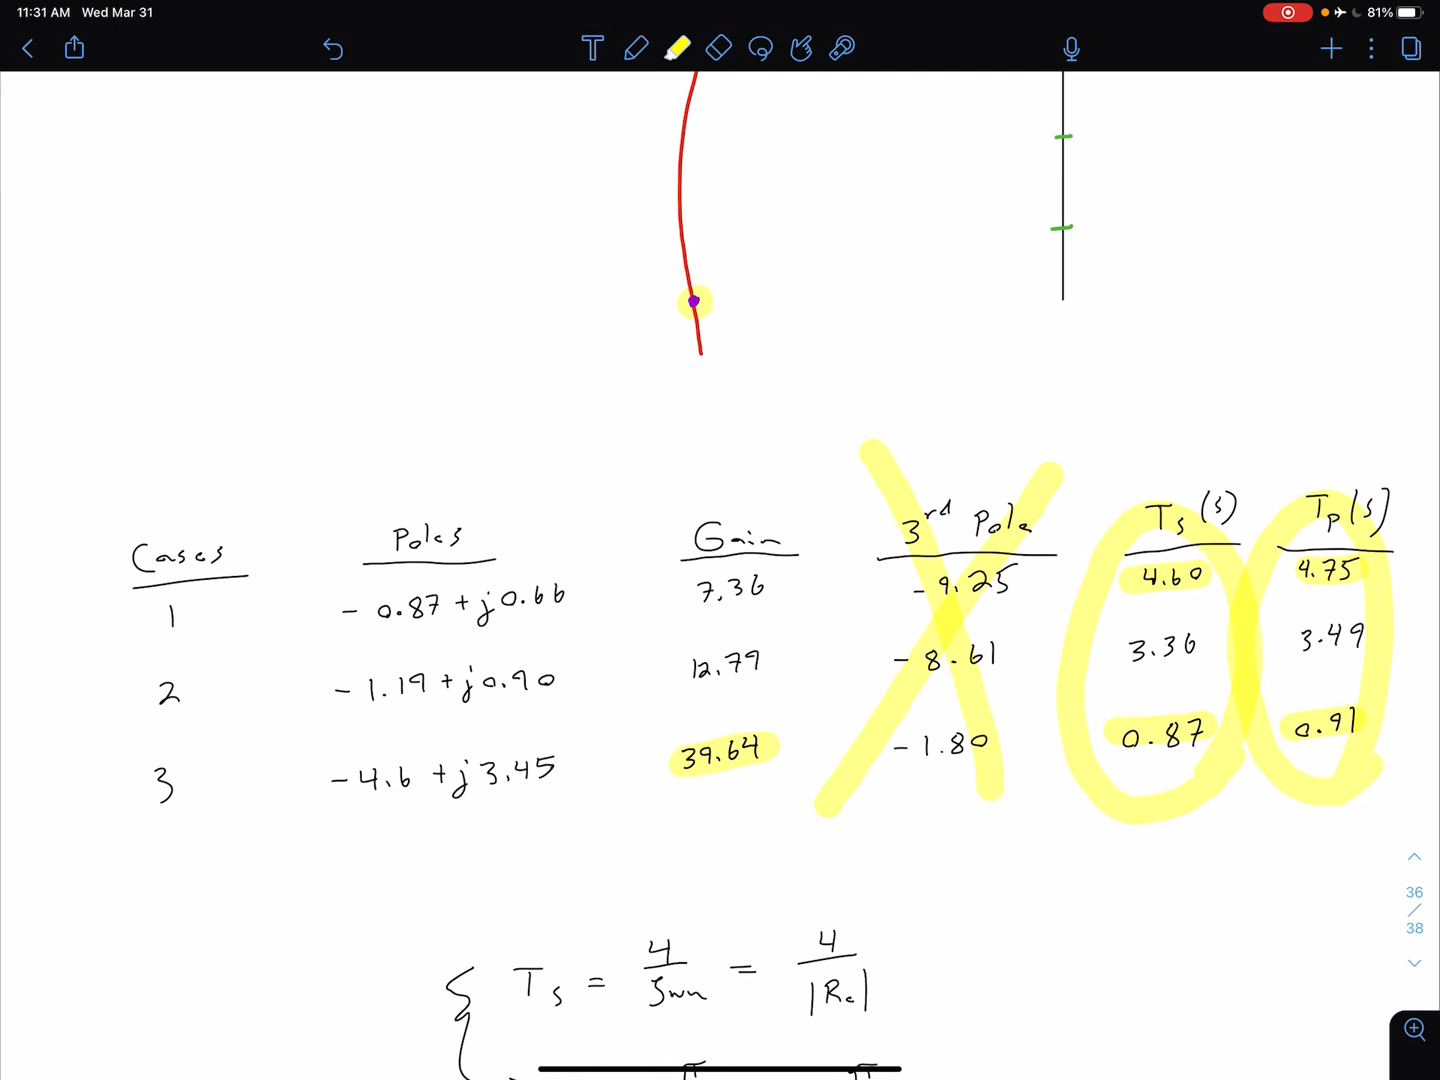 11:31 AM Wed Mar 31
81%
Cases Poles Gain 3rd Pole Ts (s) Tp (s)
1 - 0.87 + j0.66 7.36 - 9.25 4.60 4.75
2 - 1.19 + j0.90 12.79 - 8.61 3.36 3.49
3 - 4.6 + j3.45 39.64 - 1.80 0.87 0.91
36
/
38
Ts = 4/ζωn = 4/|Re|
π π